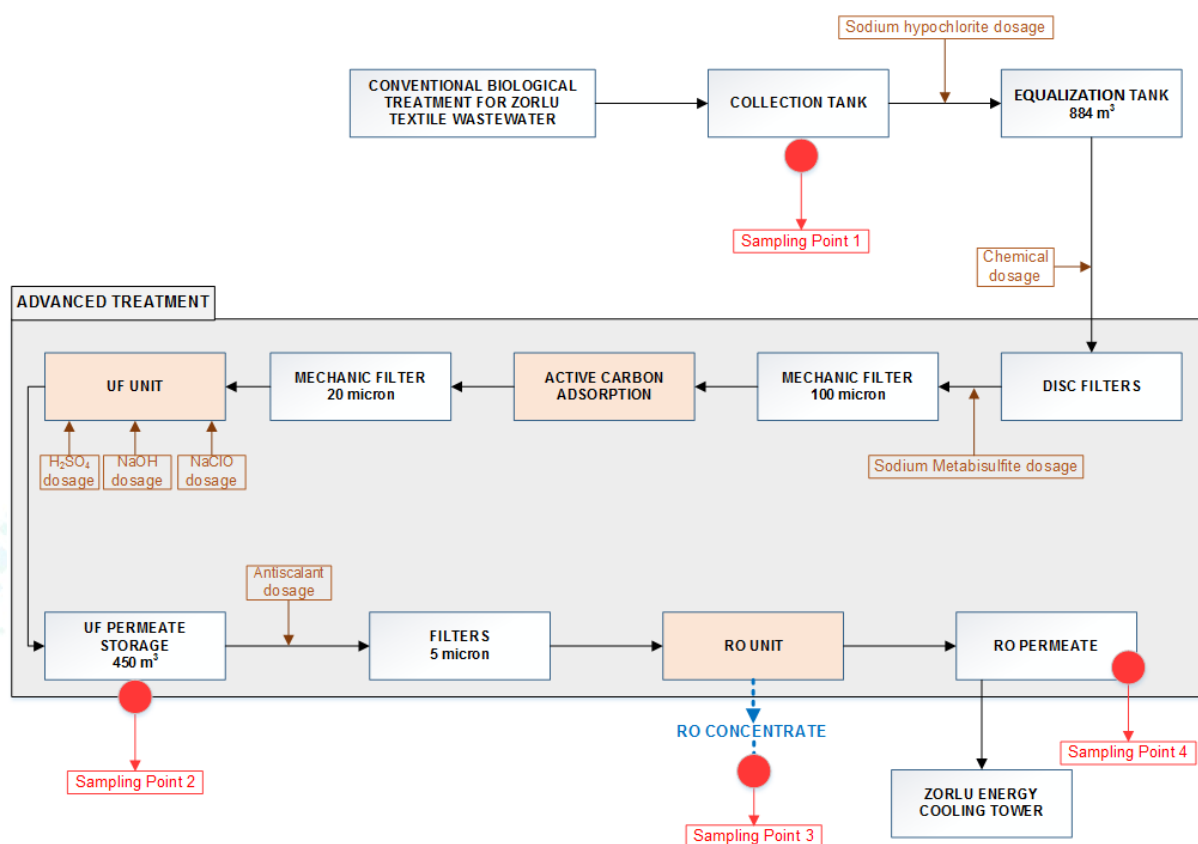 Sodium hypochlorite dosage
CONVENTIONAL BIOLOGICAL
TREATMENT FOR ZORLU
TEXTILE WASTEWATER
COLLECTION TANK
EQUALIZATION TANK
884 m³
Sampling Point 1
Chemical
dosage
ADVANCED TREATMENT
UF UNIT
MECHANIC FILTER
20 micron
ACTIVE CARBON
ADSORPTION
MECHANIC FILTER
100 micron
DISC FILTERS
H₂SO₄
dosage
NaOH
dosage
NaClO
dosage
Sodium Metabisulfite dosage
Antiscalant
dosage
UF PERMEATE
STORAGE
450 m³
FILTERS
5 micron
RO UNIT
RO PERMEATE
RO CONCENTRATE
Sampling Point 2
Sampling Point 3
Sampling Point 4
ZORLU ENERGY
COOLING TOWER